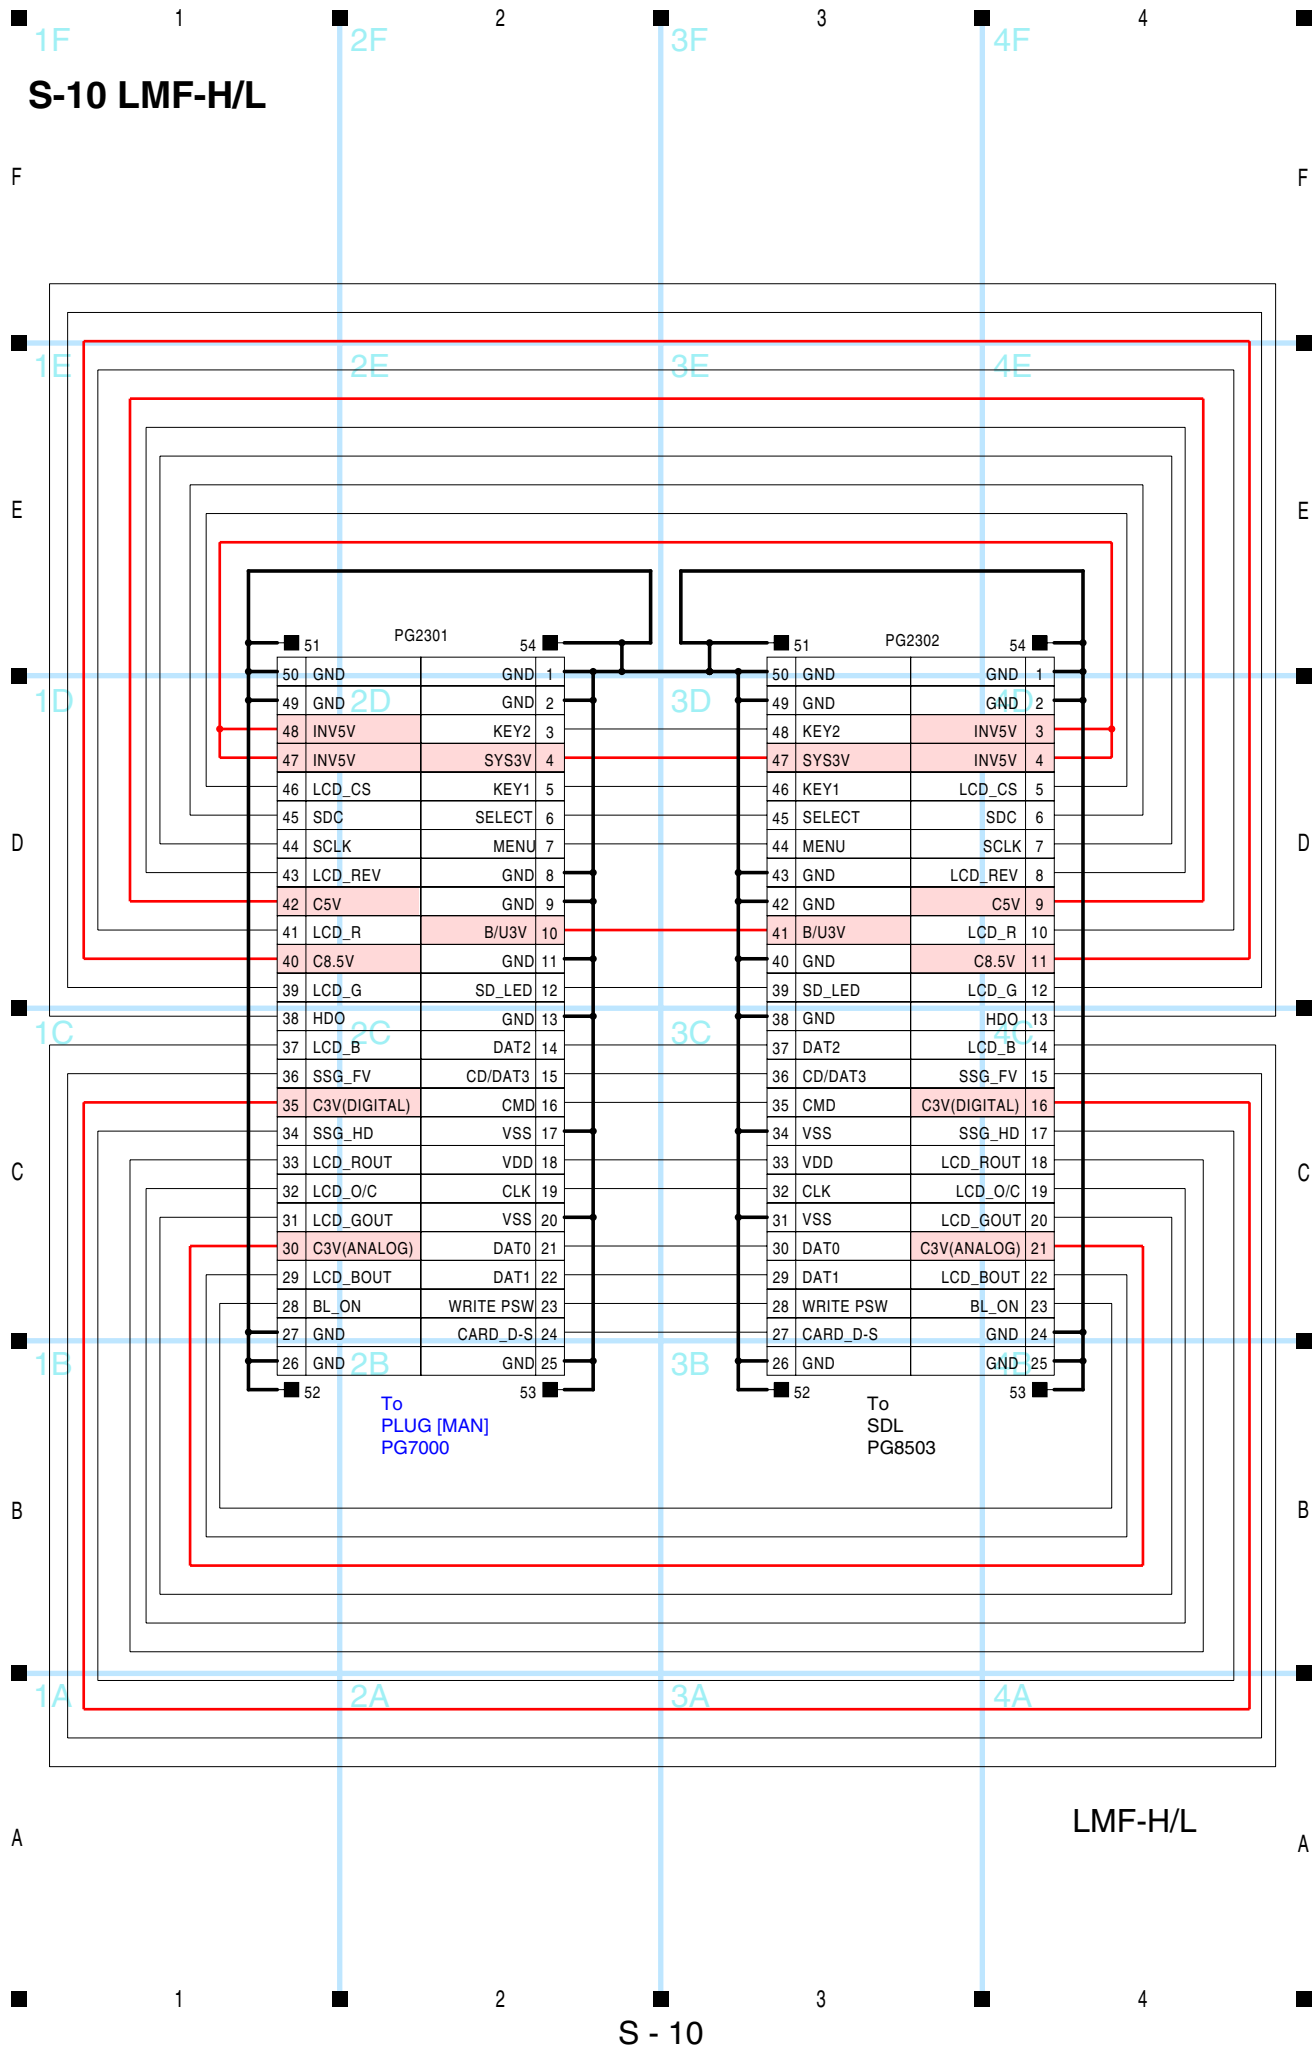 1 2 3 4
1F 2F 3F 4F
S-10 LMF-H/L
F F
1E 2E 3E 4E
E E
PG2301 PG2302
51 54 51 54
50 GND GND 1 50 GND GND 1
1D 2D 3D 4D
49 GND GND 2 49 GND GND 2
48 INV5V KEY2 3 48 KEY2 INV5V 3
47 INV5V SYS3V 4 47 SYS3V INV5V 4
46 LCD_CS KEY1 5 46 KEY1 LCD_CS 5
45 SDC SELECT 6 45 SELECT SDC 6
D 44 SCLK MENU 7 44 MENU SCLK 7 D
43 LCD_REV GND 8 43 GND LCD_REV 8
42 C5V GND 9 42 GND C5V 9
41 LCD_R B/U3V 10 41 B/U3V LCD_R 10
40 C8.5V GND 11 40 GND C8.5V 11
39 LCD_G SD_LED 12 39 SD_LED LCD_G 12
38 HDO GND 13 38 GND HDO 13
1C 2C 3C 4C
37 LCD_B DAT2 14 37 DAT2 LCD_B 14
36 SSG_FV CD/DAT3 15 36 CD/DAT3 SSG_FV 15
35 C3V(DIGITAL) CMD 16 35 CMD C3V(DIGITAL) 16
34 SSG_HD VSS 17 34 VSS SSG_HD 17
C 33 LCD_ROUT VDD 18 33 VDD LCD_ROUT 18 C
32 LCD_O/C CLK 19 32 CLK LCD_O/C 19
31 LCD_GOUT VSS 20 31 VSS LCD_GOUT 20
30 C3V(ANALOG) DAT0 21 30 DAT0 C3V(ANALOG) 21
29 LCD_BOUT DAT1 22 29 DAT1 LCD_BOUT 22
28 BL_ON WRITE PSW 23 28 WRITE PSW BL_ON 23
27 GND CARD_D-S 24 27 CARD_D-S GND 24
1B 2B 3B 4B
26 GND GND 25 26 GND GND 25
52 53 52 53
To
PLUG [MAN]
PG7000
To
SDL
PG8503
B B
1A 2A 3A 4A
LMF-H/L
A A
1 2 3 4
S - 10